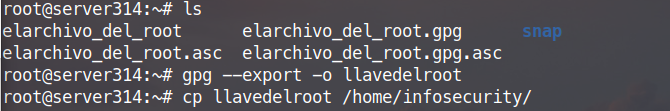 root@server314:~# ls
elarchivo_del_root      elarchivo_del_root.gpg      snap
elarchivo_del_root.asc  elarchivo_del_root.gpg.asc
root@server314:~# gpg --export -o llavedelroot
root@server314:~# cp llavedelroot /home/infosecurity/